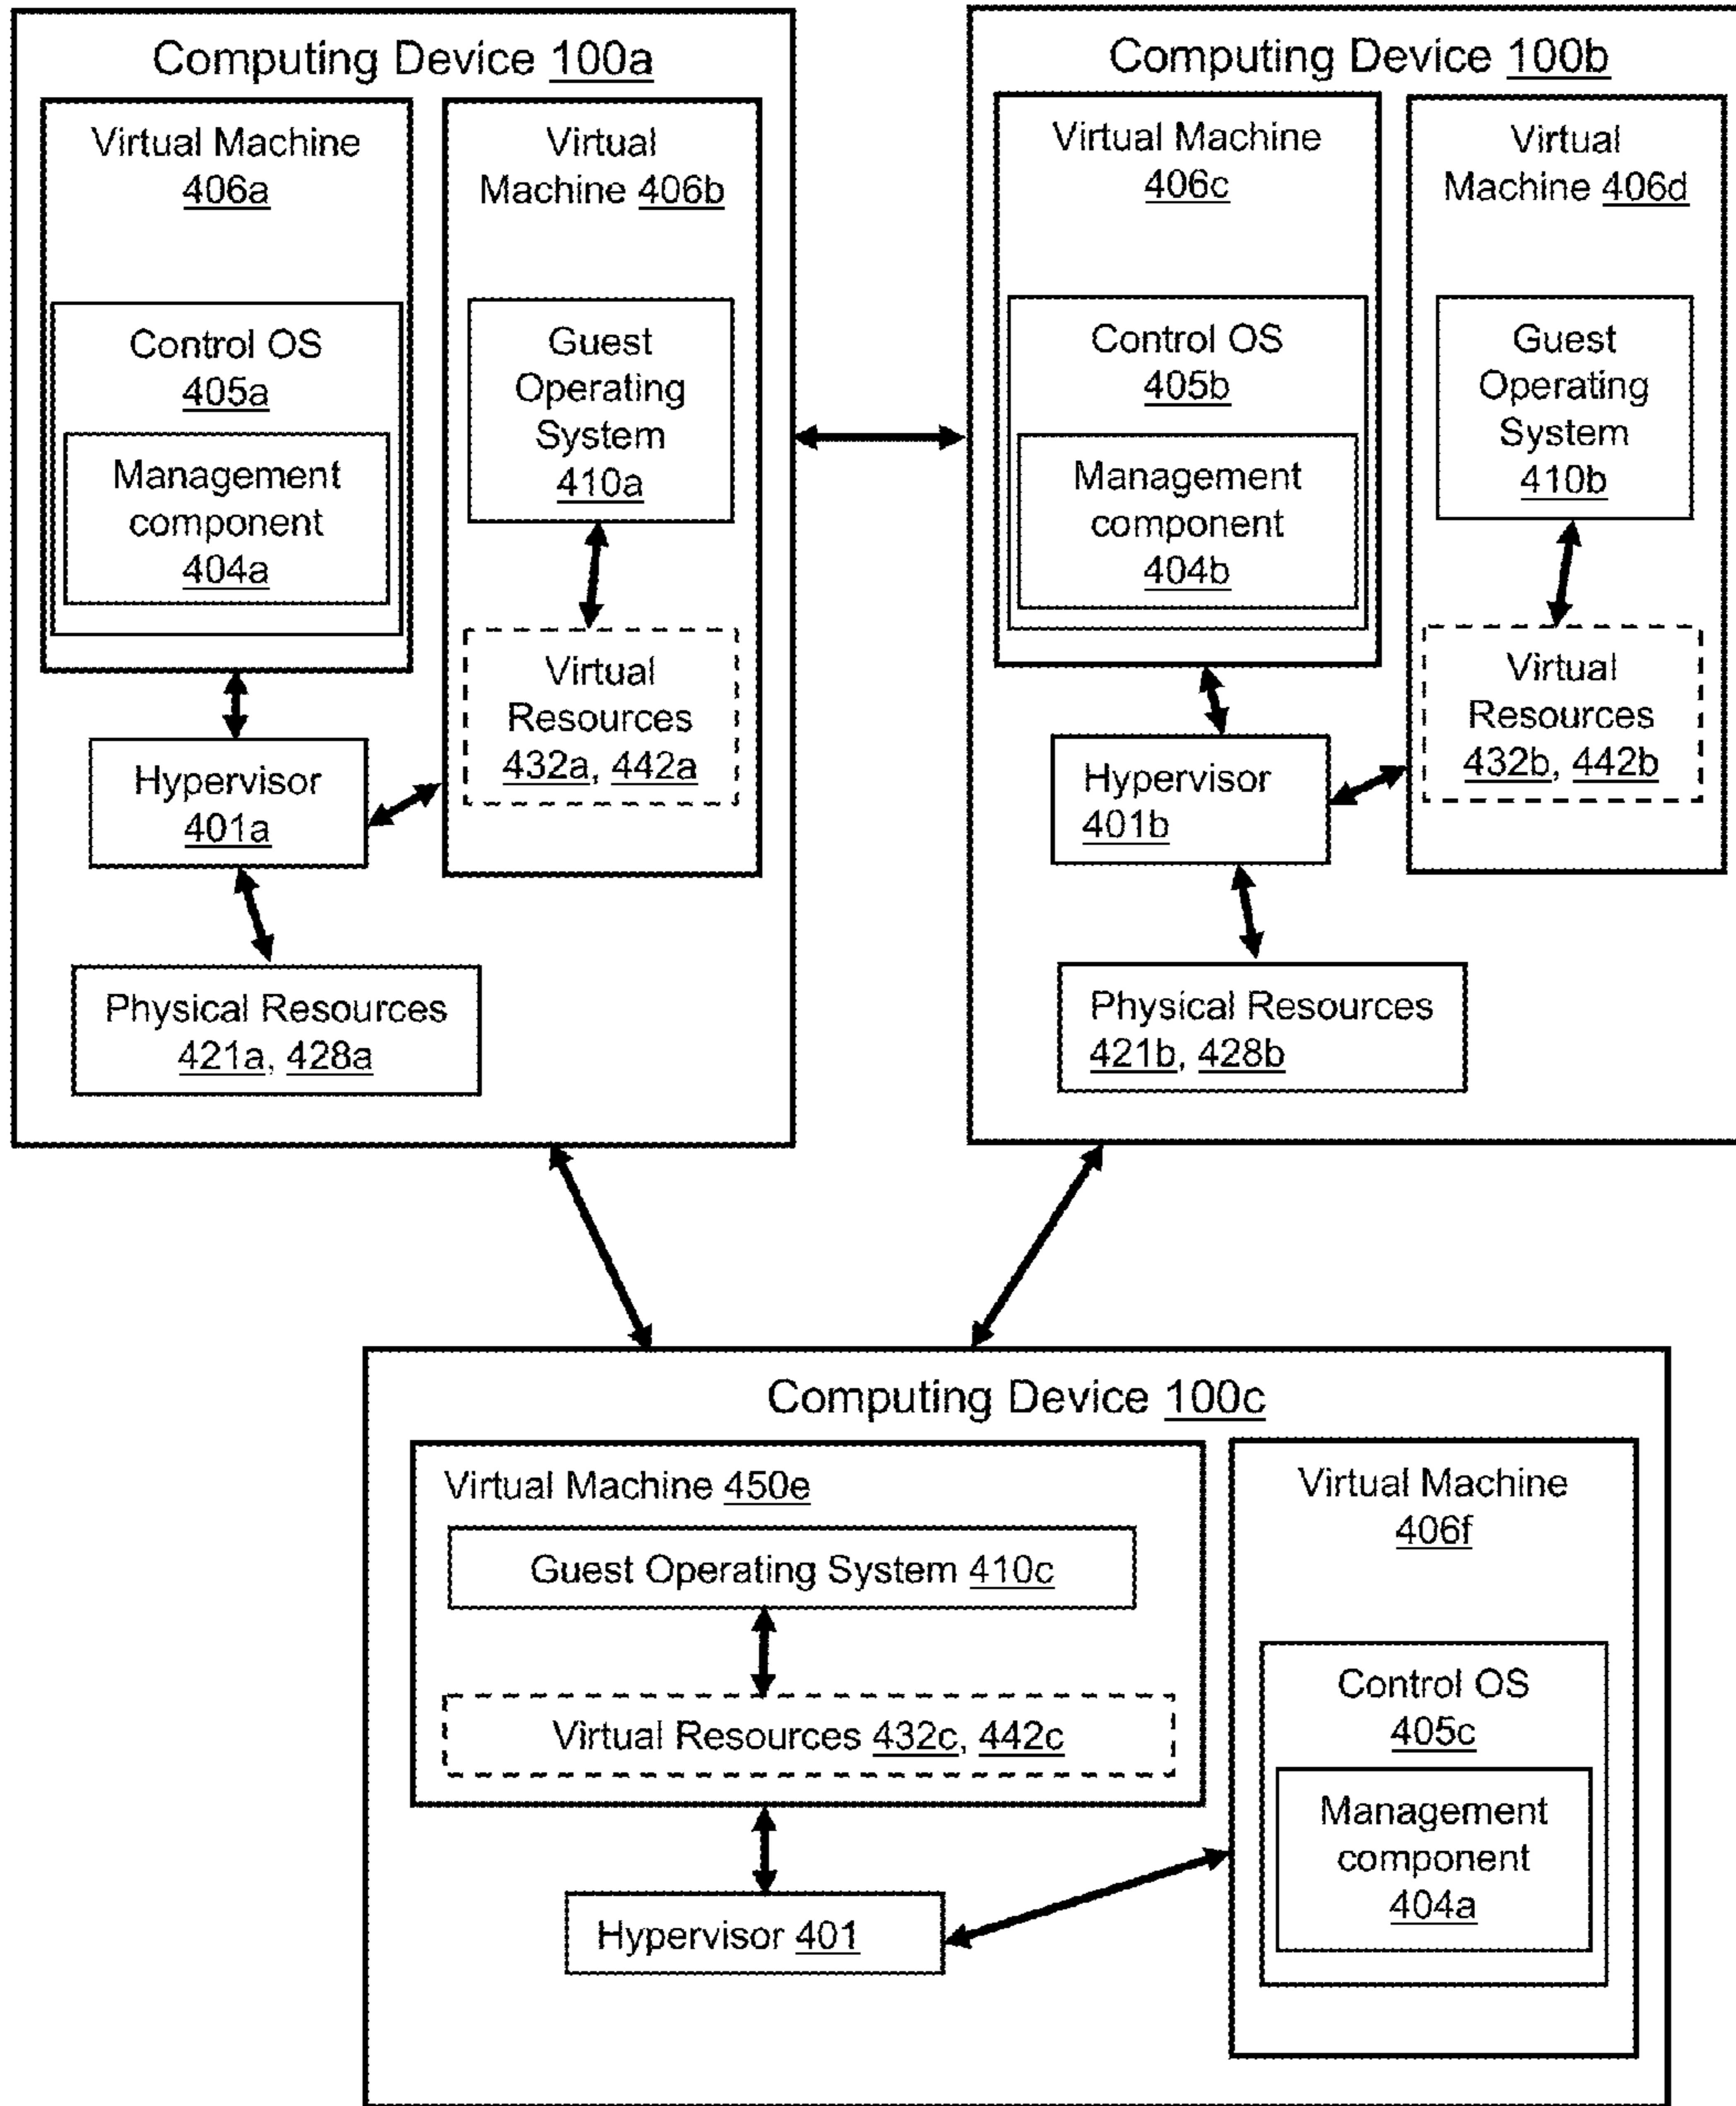 Computing Device 100a
Virtual Machine
406a
Control OS
405a
Management
component
404a
Virtual
Machine 406b
Guest
Operating
System
410a
Virtual
Resources
432a, 442a
Hypervisor
401a
Physical Resources
421a, 428a
Computing Device 100b
Virtual Machine
406c
Control OS
405b
Management
component
404b
Virtual
Machine 406d
Guest
Operating
System
410b
Virtual
Resources
432b, 442b
Hypervisor
401b
Physical Resources
421b, 428b
Computing Device 100c
Virtual Machine 450e
Guest Operating System 410c
Virtual Resources 432c, 442c
Hypervisor 401
Virtual Machine
406f
Control OS
405c
Management
component
404a